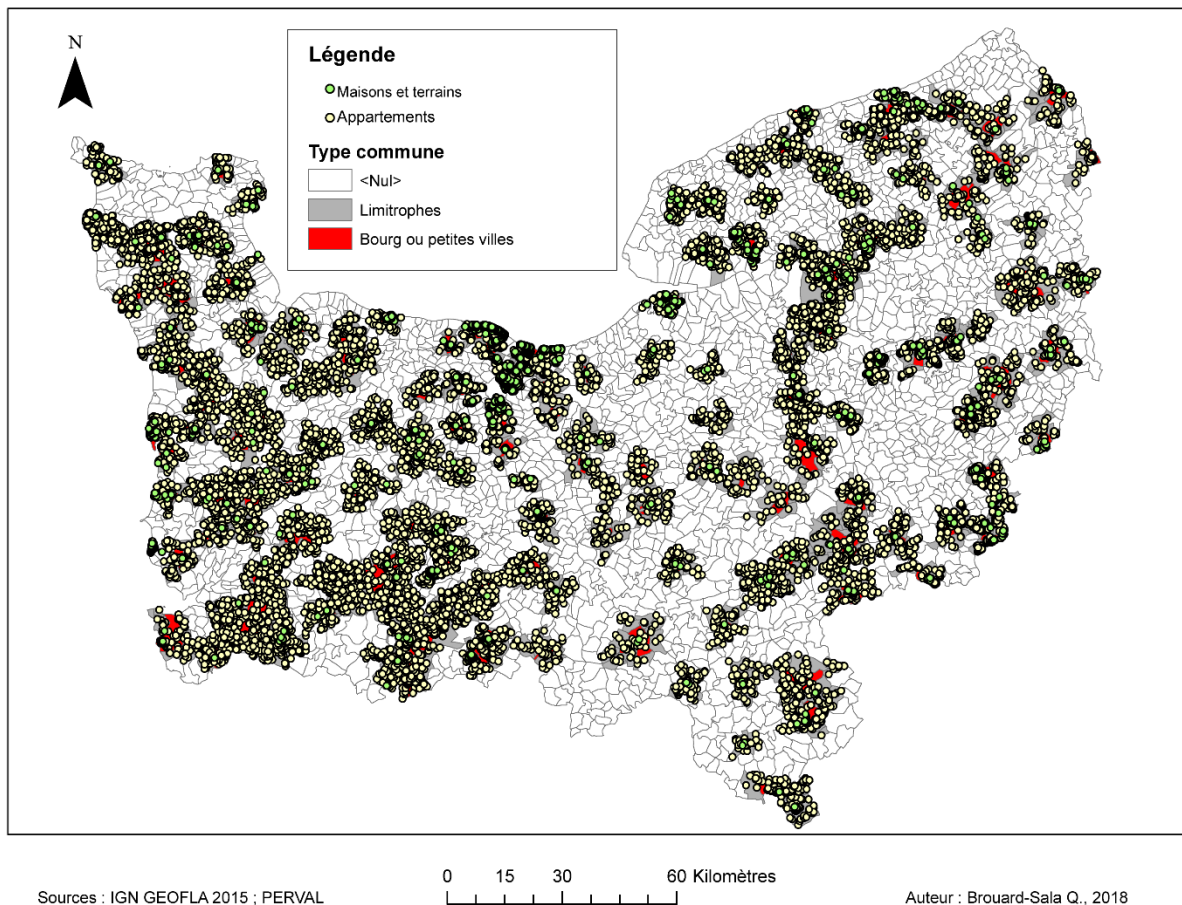 N
Légende
Maisons et terrains
Appartements
Type commune
<Nul>
Limitrophes
Bourg ou petites villes
0 15 30 60 Kilomètres
Sources : IGN GEOFLA 2015 ; PERVAL
Auteur : Brouard-Sala Q., 2018